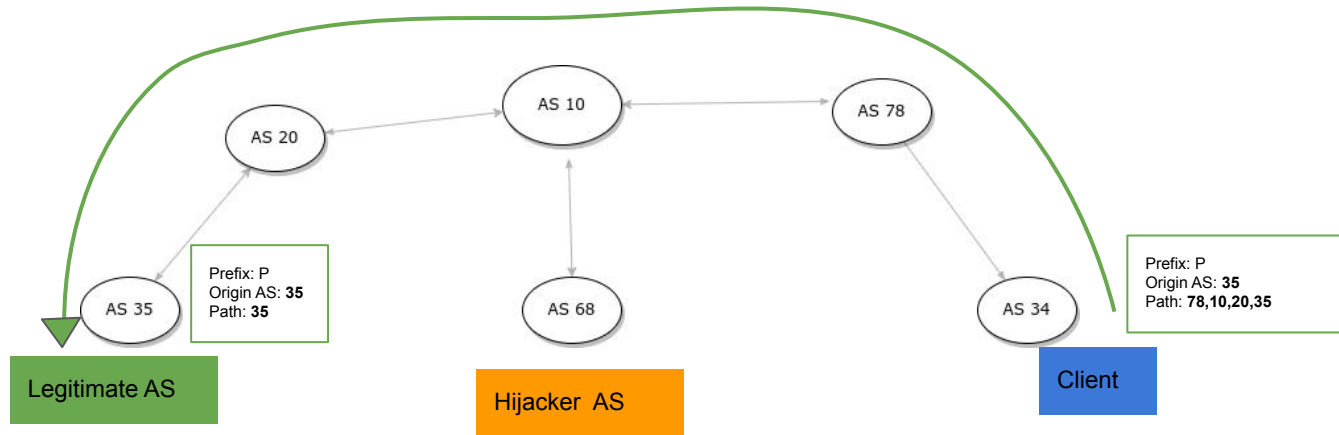 AS 10
AS 78
AS 20
Prefix: P
Origin AS: 35
Path: 35
Prefix: P
Origin AS: 35
Path: 78,10,20,35
AS 35
AS 68
AS 34
Legitimate AS
Hijacker AS
Client